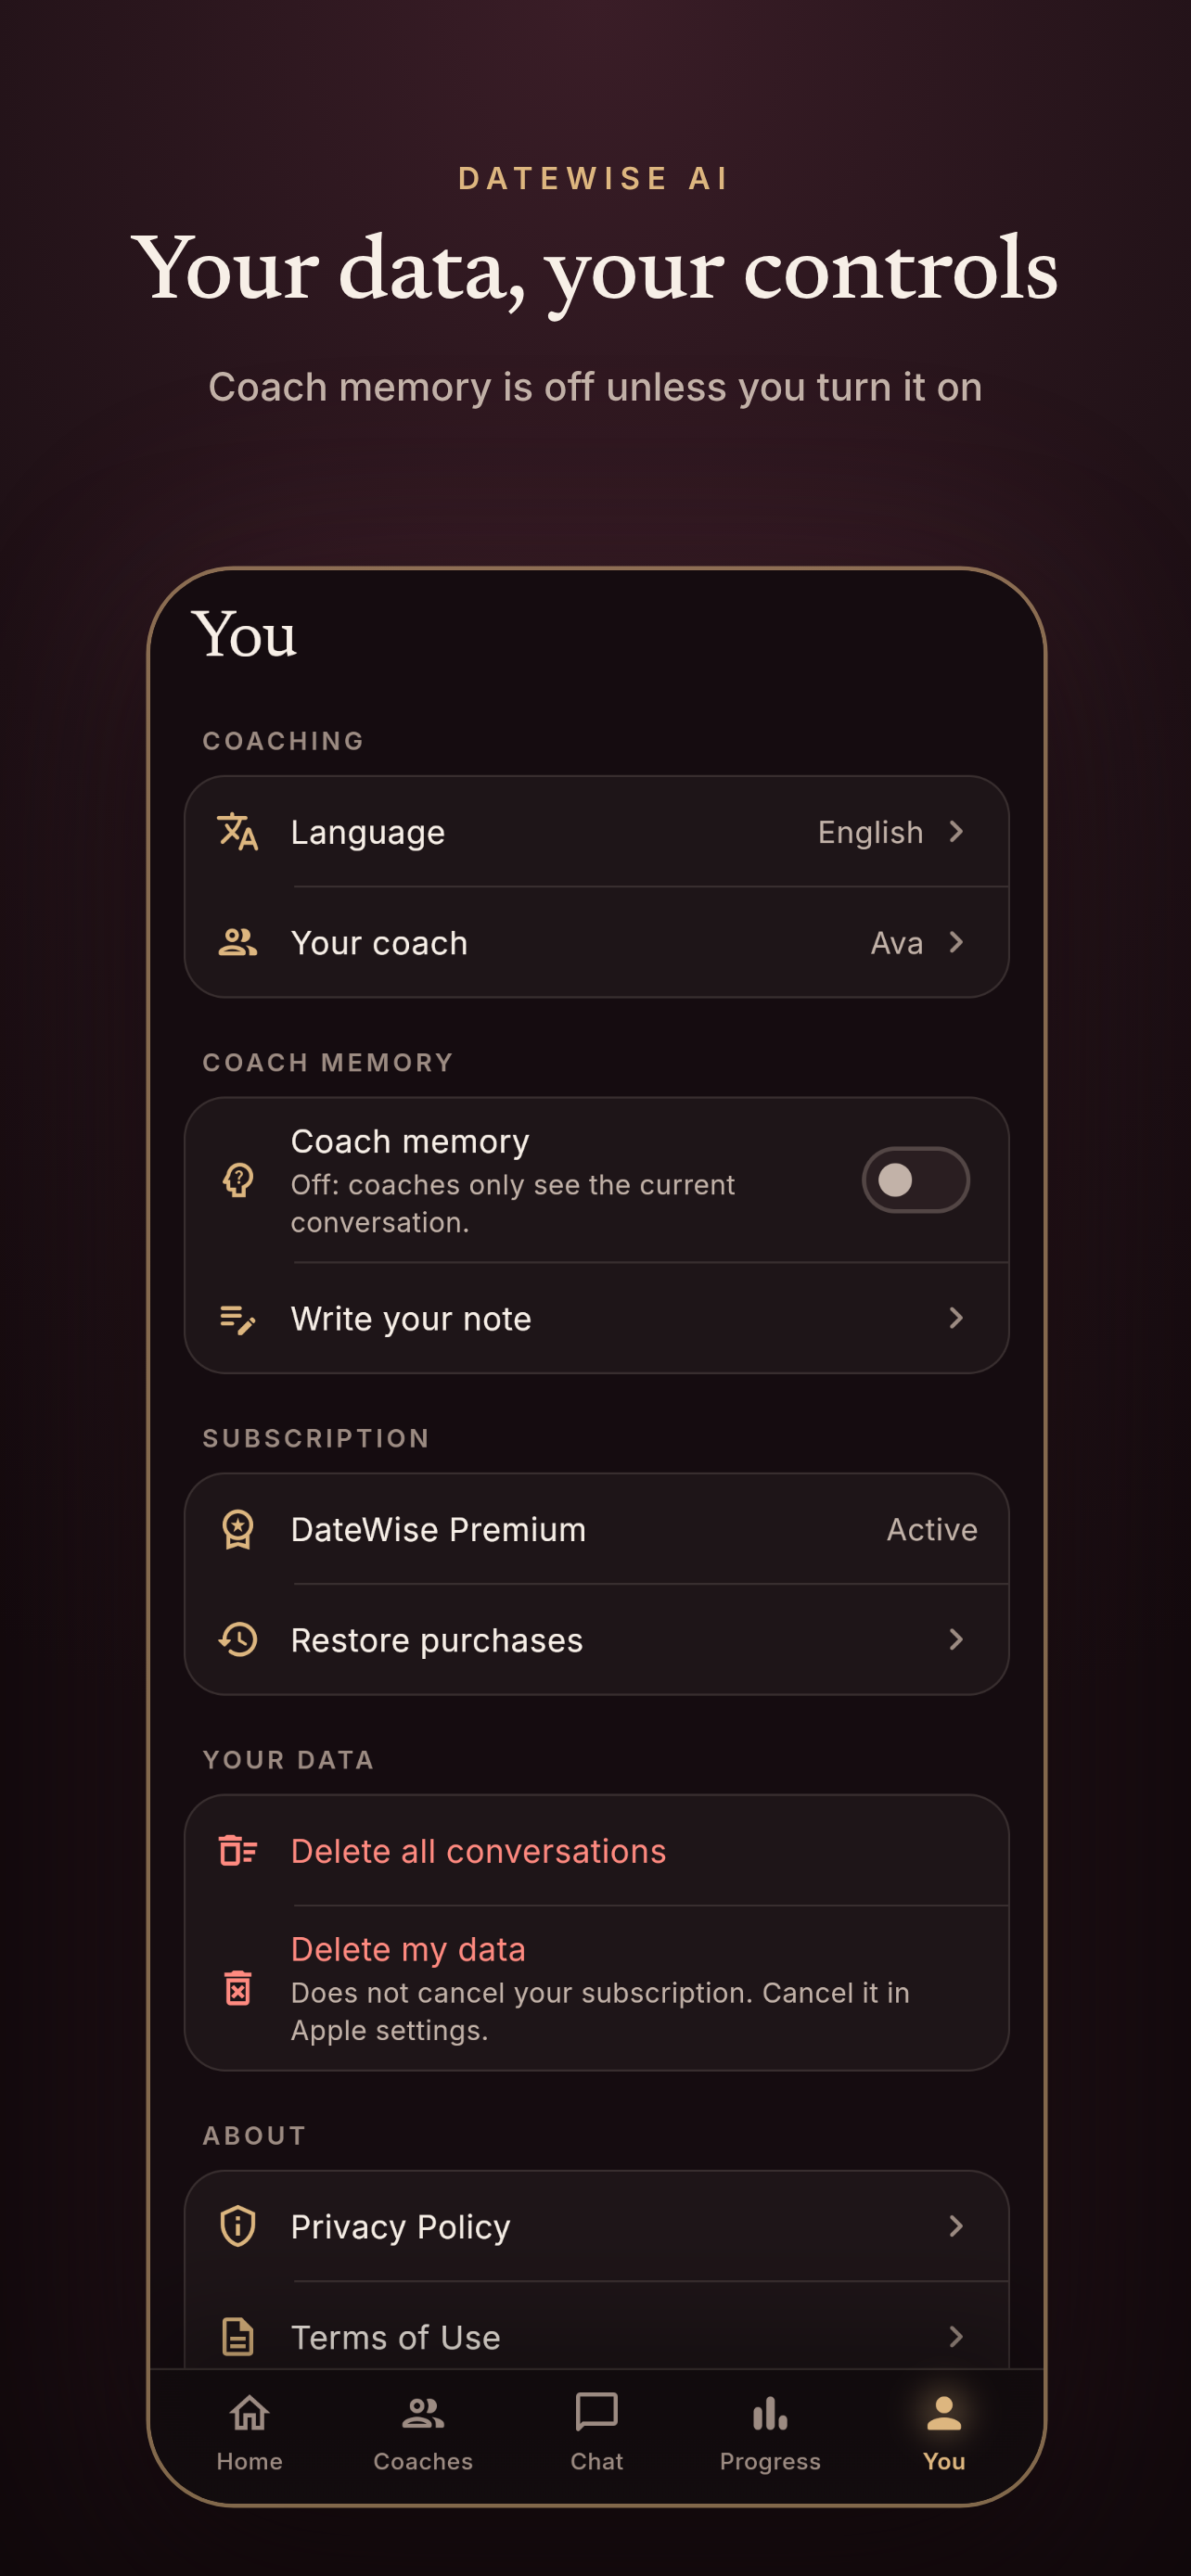 DATEWISE AI
Your data, your controls
Coach memory is off unless you turn it on
You
COACHING
Language English
Your coach Ava
COACH MEMORY
Coach memory
Off: coaches only see the current
conversation.
Write your note
SUBSCRIPTION
DateWise Premium Active
Restore purchases
YOUR DATA
Delete all conversations
Delete my data
Does not cancel your subscription. Cancel it in
Apple settings.
ABOUT
Privacy Policy
Terms of Use
Home Coaches Chat Progress You